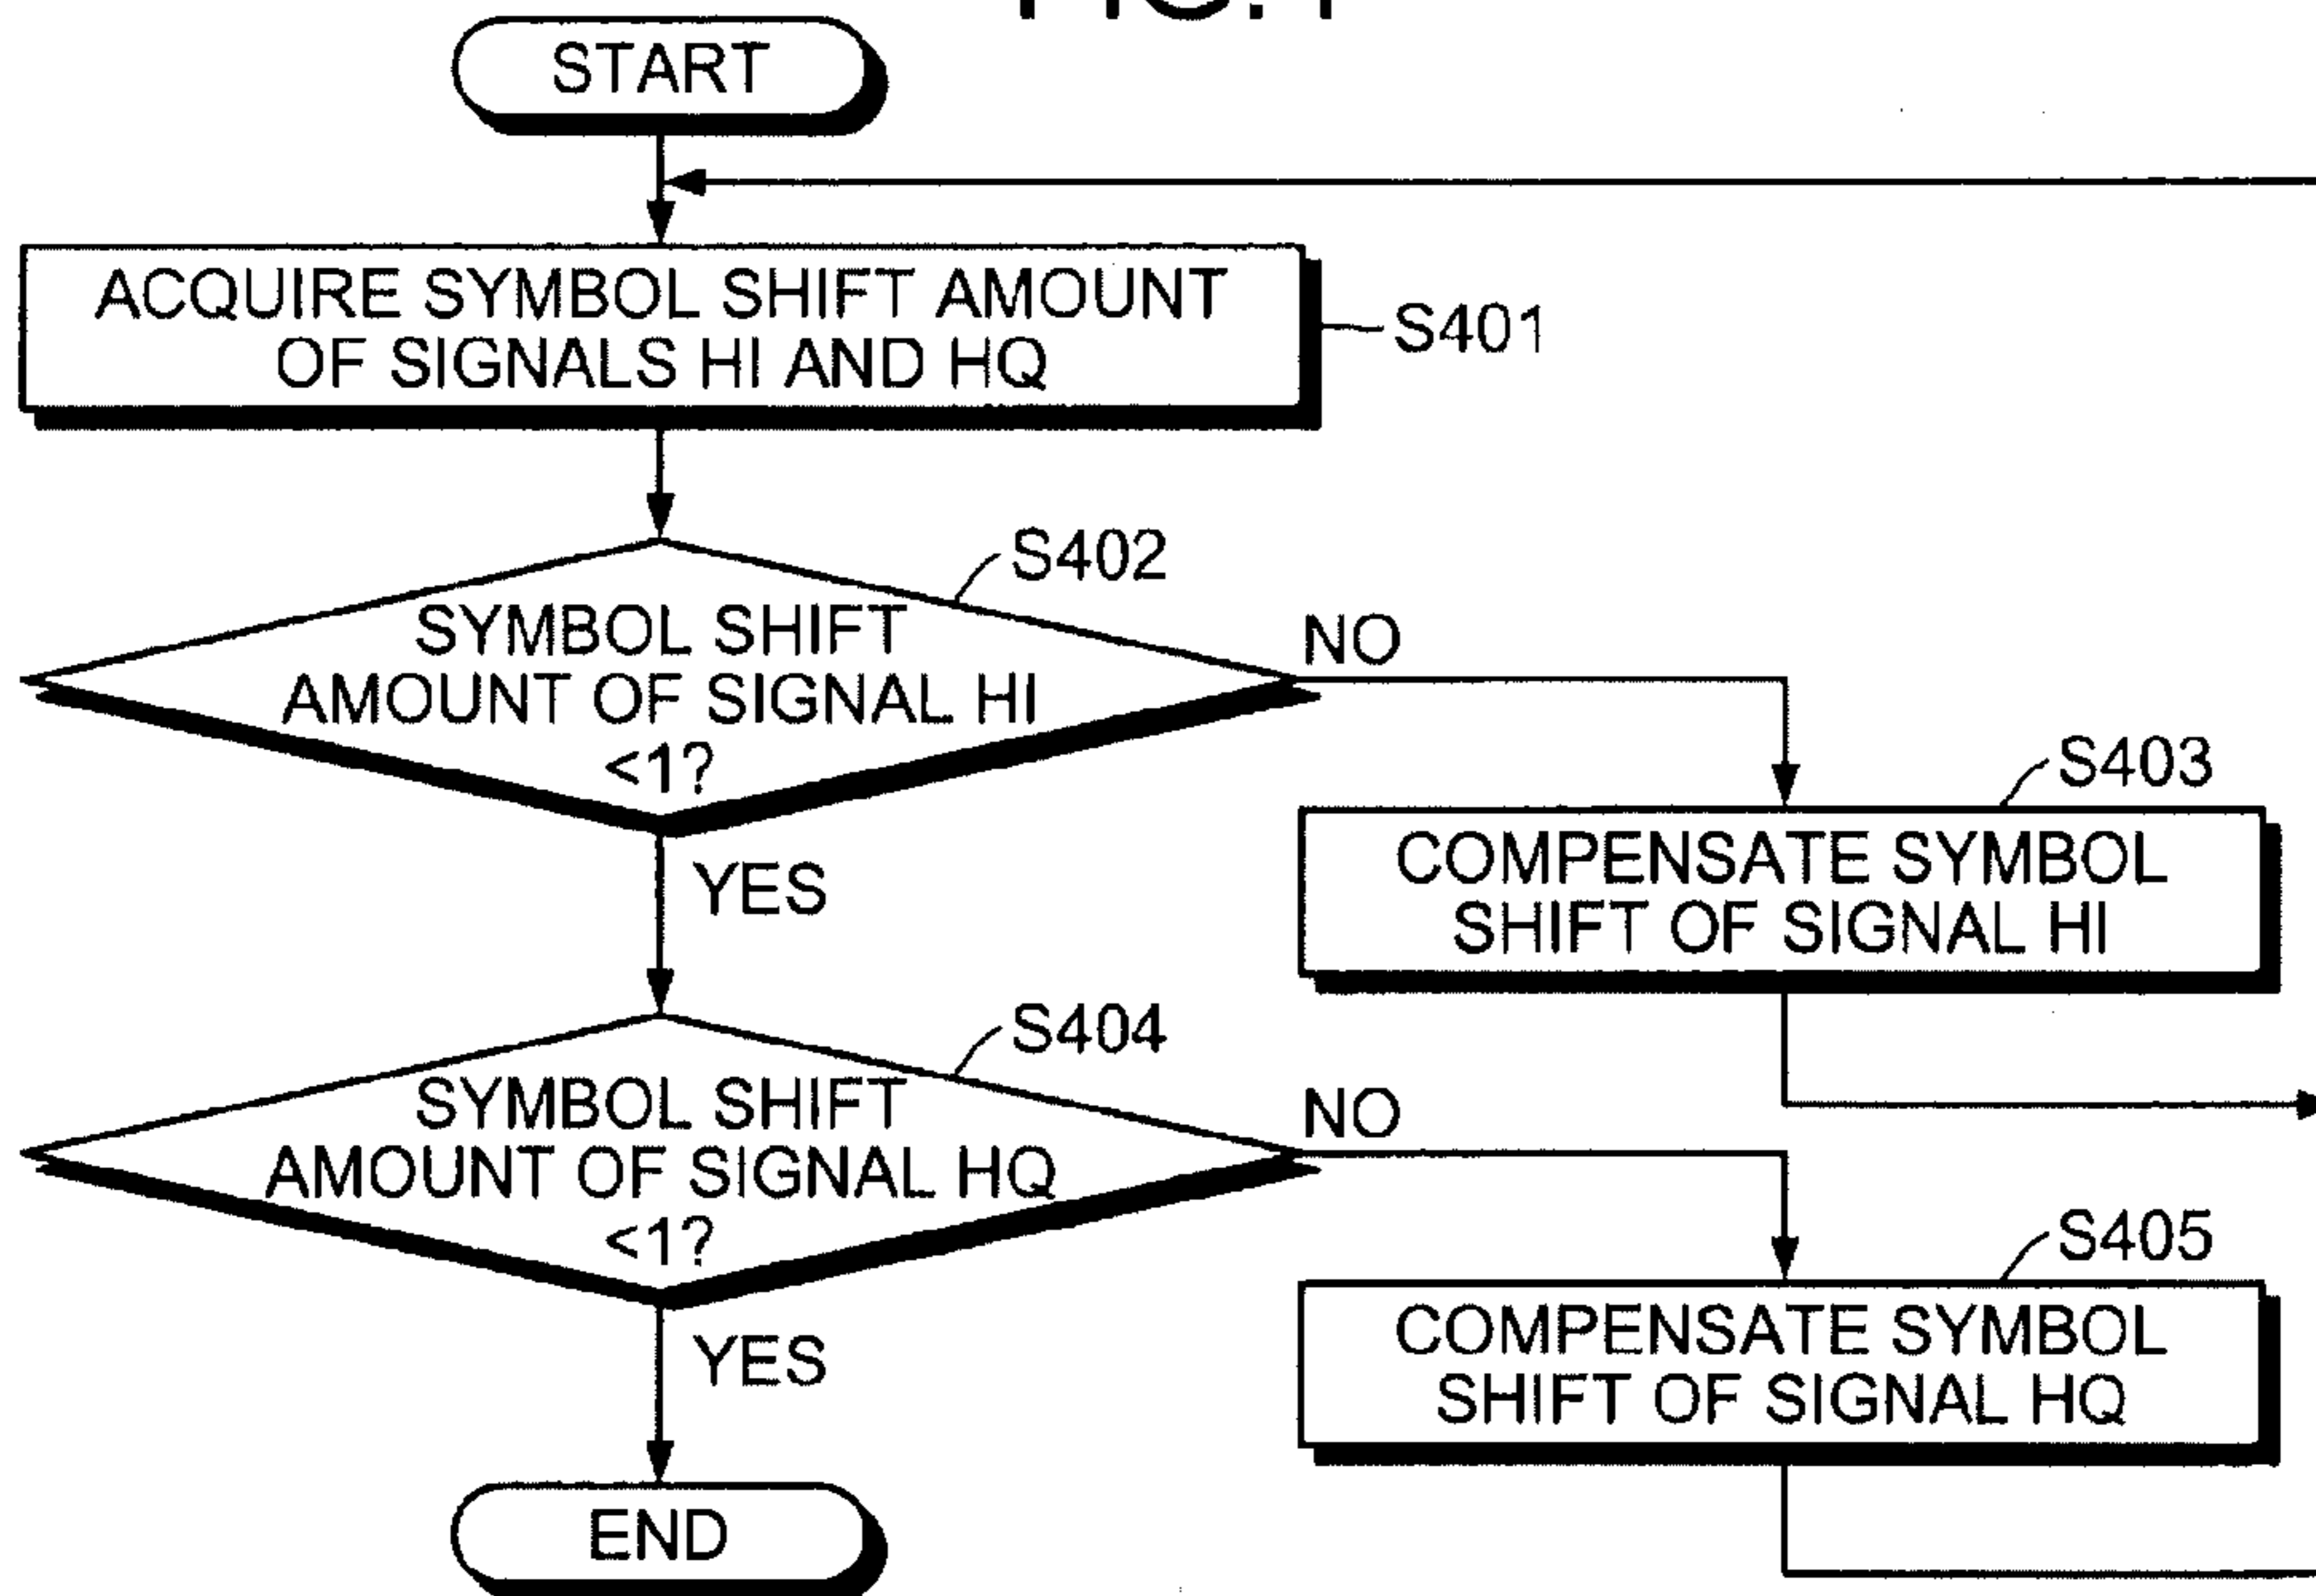 START
ACQUIRE SYMBOL SHIFT AMOUNT
OF SIGNALS HI AND HQ
S401
S402
SYMBOL SHIFT
AMOUNT OF SIGNAL HI
<1?
NO
YES
S403
COMPENSATE SYMBOL
SHIFT OF SIGNAL HI
S404
SYMBOL SHIFT
AMOUNT OF SIGNAL HQ
<1?
NO
YES
S405
COMPENSATE SYMBOL
SHIFT OF SIGNAL HQ
END